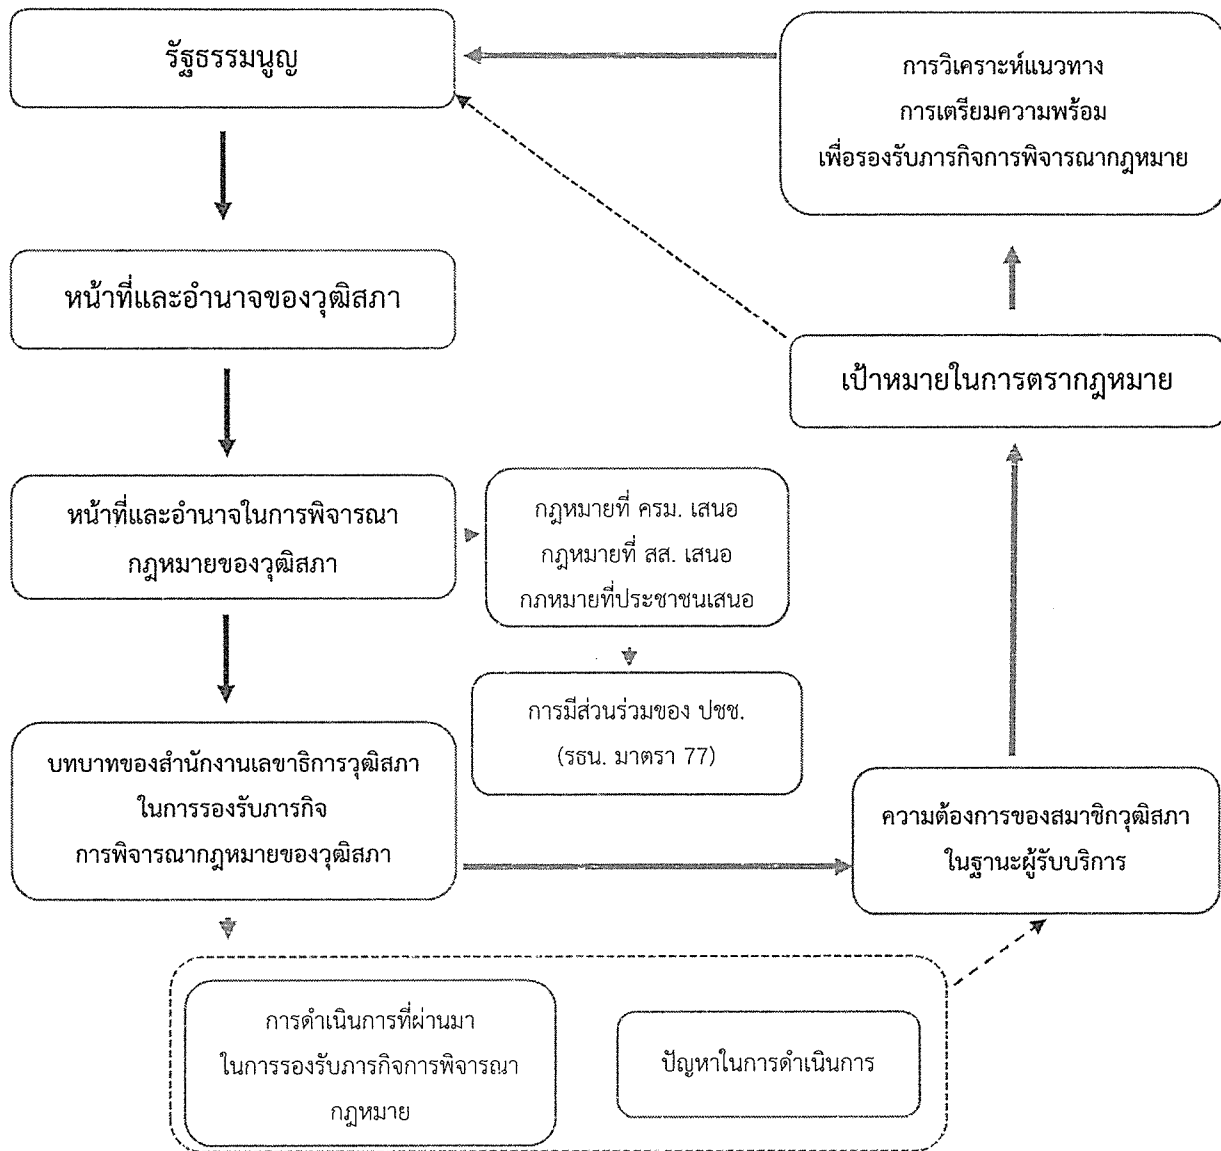 รัฐธรรมนูญ
การวิเคราะห์แนวทาง
การเตรียมความพร้อม
เพื่อรองรับภารกิจการพิจารณากฎหมาย
หน้าที่และอำนาจของวุฒิสภา
เป้าหมายในการตรากฎหมาย
หน้าที่และอำนาจในการพิจารณา
กฎหมายของวุฒิสภา
กฎหมายที่ ครม. เสนอ
กฎหมายที่ สส. เสนอ
กภหมายที่ประชาชนเสนอ
การมีส่วนร่วมของ ปชช.
(รธน. มาตรา 77)
บทบาทของสำนักงานเลขาธิการวุฒิสภา
ในการรองรับภารกิจ
การพิจารณากฎหมายของวุฒิสภา
ความต้องการของสมาชิกวุฒิสภา
ในฐานะผู้รับบริการ
การดำเนินการที่ผ่านมา
ในการรองรับภารกิจการพิจารณา
กฎหมาย
ปัญหาในการดำเนินการ